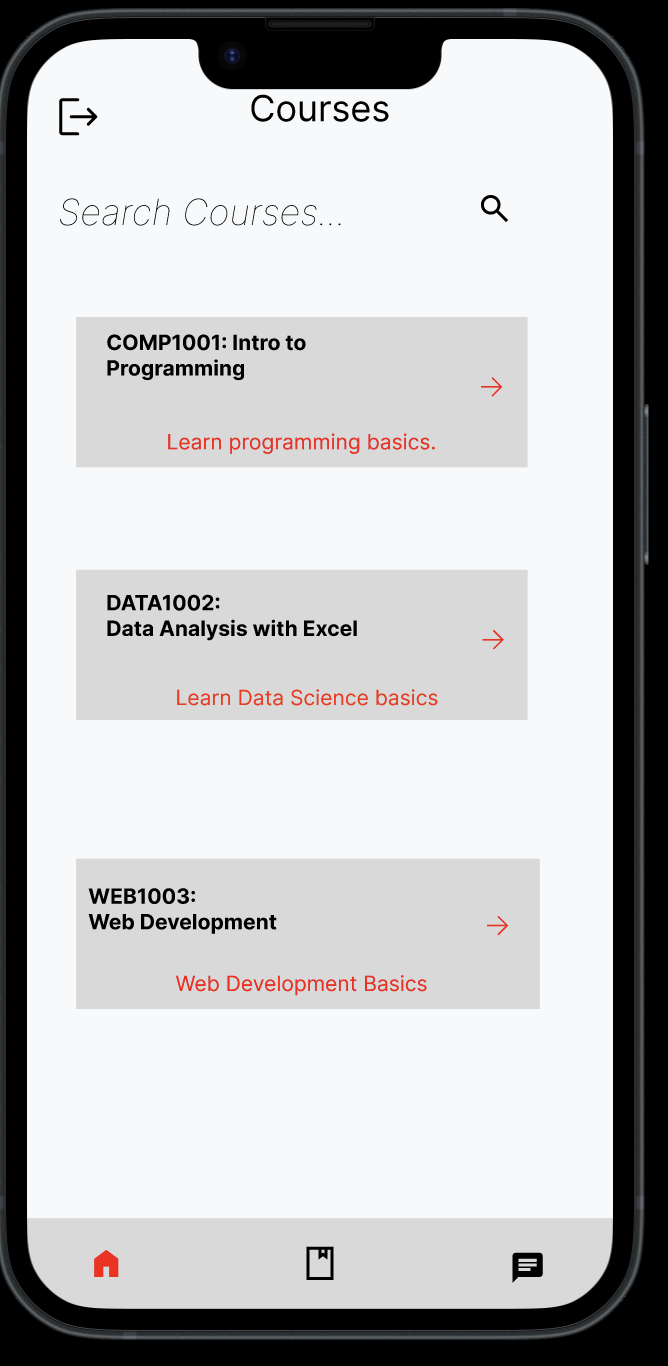 Courses
Search Courses...
COMP1001: Intro to
Programming
Learn programming basics.
DATA1002:
Data Analysis with Excel
Learn Data Science basics
WEB1003:
Web Development
Web Development Basics